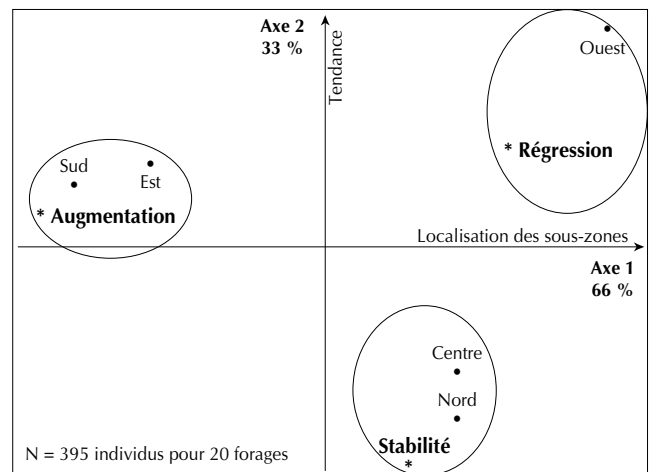 Axe 2
33 %
Tendance
Ouest
* Régression
Sud
Est
* Augmentation
Localisation des sous-zones
Axe 1
66 %
Centre
Nord
Stabilité
*
N = 395 individus pour 20 forages